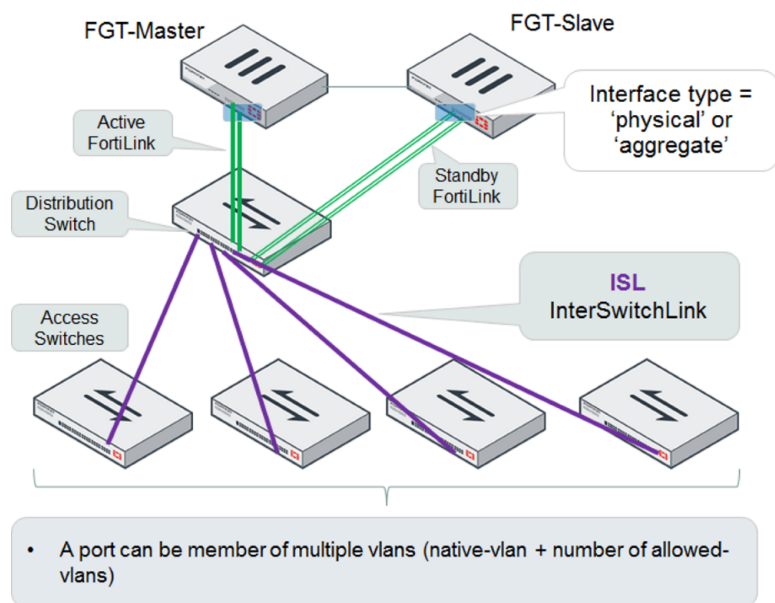 FGT-Master
FGT-Slave
Interface type =
‘physical’ or
‘aggregate’
Active
FortiLink
Standby
FortiLink
Distribution
Switch
ISL
InterSwitchLink
Access
Switches
• A port can be member of multiple vlans (native-vlan + number of allowed-
vlans)